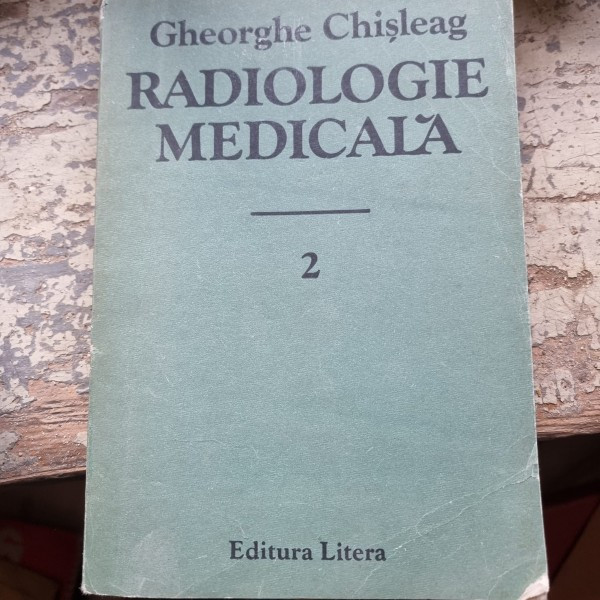 Gheorghe Chişleag
RADIOLOGIE
MEDICALĂ
2
Editura Litera